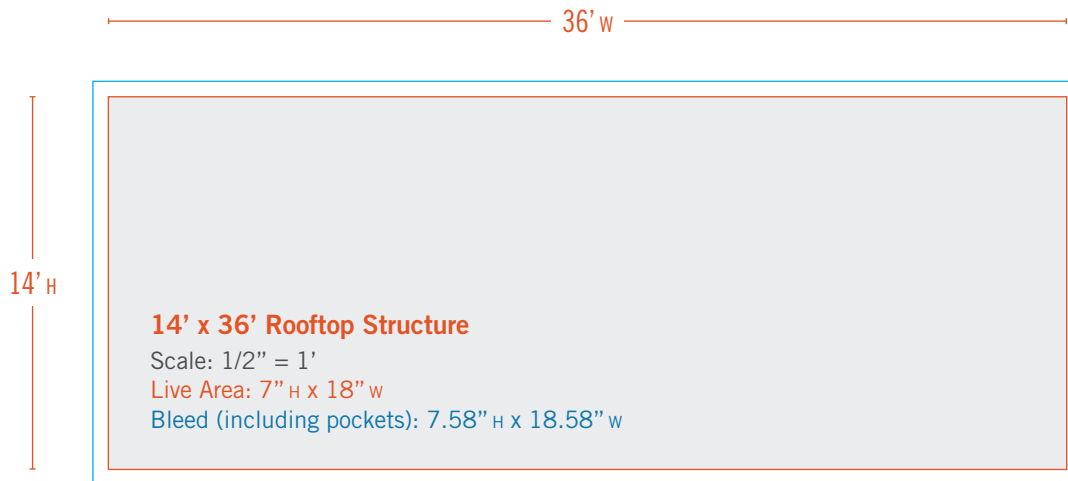 36’ W
14’ H
14’ x 36’ Rooftop Structure
Scale: 1/2” = 1’
Live Area: 7” H x 18” W
Bleed (including pockets): 7.58” H x 18.58” W